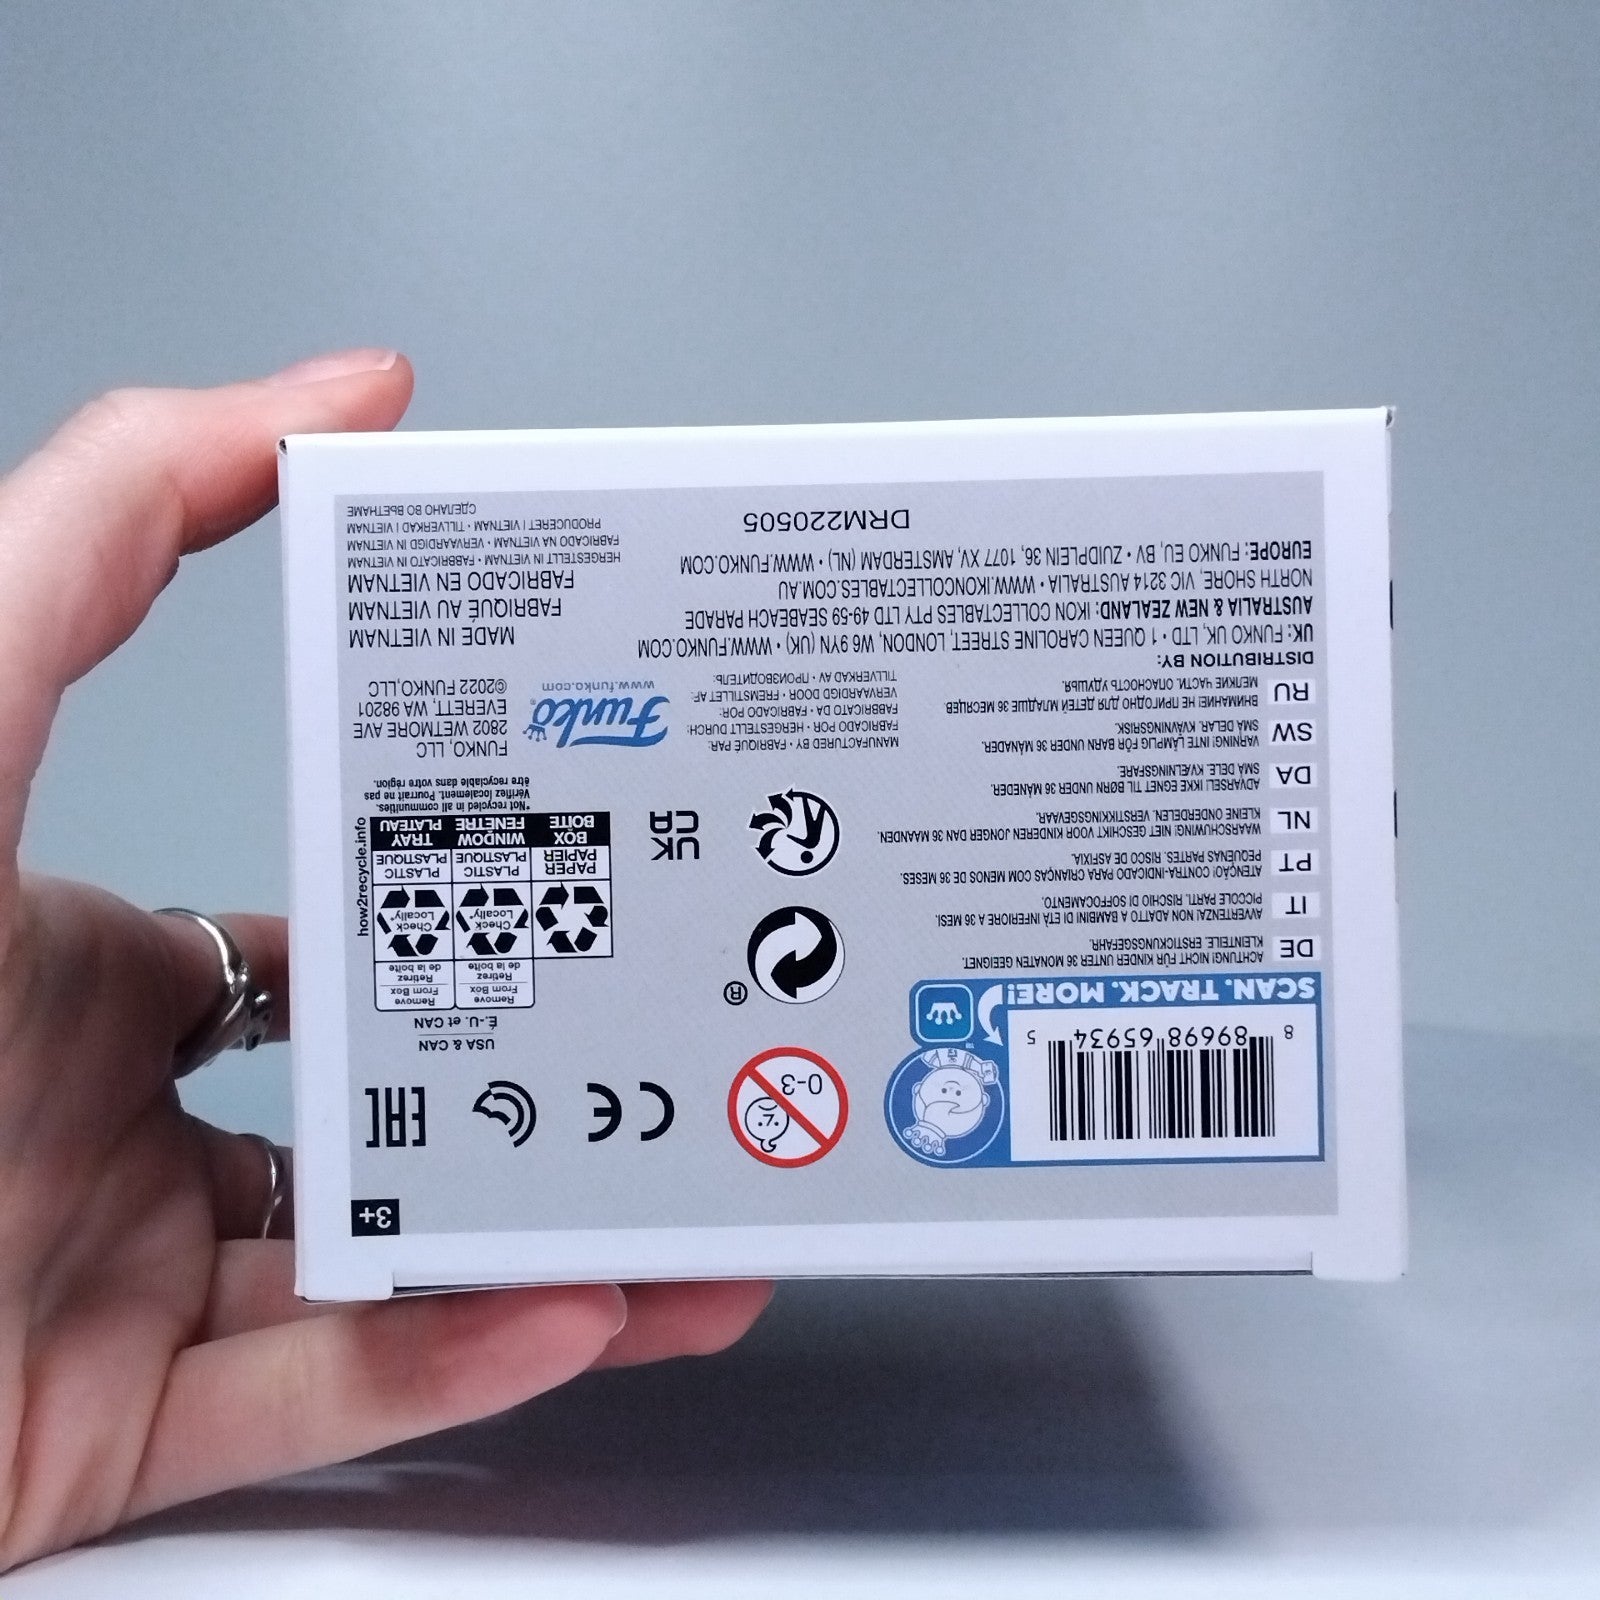 3+
8 89698 65934 5
SCAN. TRACK. MORE!
™
0-3
CE
EAC
USA & CAN
É.-U. et CAN
Remove
From Box
Retirez
de la boîte
Remove
From Box
Retirez
de la boîte
Check
Locally*
Check
Locally*
PAPER
PAPIER
PLASTIC
PLASTIQUE
PLASTIC
PLASTIQUE
BOX
BOÎTE
WINDOW
FENÊTRE
TRAY
PLATEAU
how2recycle.info
*Not recycled in all communities.
Vérifiez localement. Pourrait ne pas
être recyclable dans votre région.
®
UK
CA
DE
ACHTUNG! NICHT FÜR KINDER UNTER 36 MONATEN GEEIGNET.
KLEINTEILE. ERSTICKUNGSGEFAHR.
IT
AVVERTENZA! NON ADATTO A BAMBINI DI ETÀ INFERIORE A 36 MESI.
PICCOLE PARTI. RISCHIO DI SOFFOCAMENTO.
PT
ATENÇÃO! CONTRA-INDICADO PARA CRIANÇAS COM MENOS DE 36 MESES.
PEQUENAS PARTES. RISCO DE ASFIXIA.
NL
WAARSCHUWING! NIET GESCHIKT VOOR KINDEREN JONGER DAN 36 MAANDEN.
KLEINE ONDERDELEN. VERSTIKKINGSGEVAAR.
DA
ADVARSEL! IKKE EGNET TIL BØRN UNDER 36 MÅNEDER.
SMÅ DELE. KVÆLNINGSFARE.
SW
VARNING! INTE LÄMPLIG FÖR BARN UNDER 36 MÅNADER.
SMÅ DELAR. KVÄVNINGSRISK.
RU
ВНИМАНИЕ! НЕ ПРИГОДНО ДЛЯ ДЕТЕЙ МЛАДШЕ 36 МЕСЯЦЕВ.
МЕЛКИЕ ЧАСТИ. ОПАСНОСТЬ УДУШЬЯ.
MANUFACTURED BY • FABRIQUÉ PAR:
FABRICADO POR • HERGESTELLT DURCH:
FABBRICATO DA • FABRICADO POR:
VERVAARDIGD DOOR • FREMSTILLET AF:
TILLVERKAD AV • ПРОИЗВОДИТЕЛЬ:
Funko®
www.funko.com
FUNKO, LLC
2802 WETMORE AVE
EVERETT, WA 98201
©2022 FUNKO,LLC
DISTRIBUTION BY:
UK: FUNKO UK, LTD • 1 QUEEN CAROLINE STREET, LONDON, W6 9YN (UK) • WWW.FUNKO.COM
AUSTRALIA & NEW ZEALAND: IKON COLLECTABLES PTY LTD 49-59 SEABEACH PARADE
NORTH SHORE, VIC 3214 AUSTRALIA • WWW.IKONCOLLECTABLES.COM.AU
EUROPE: FUNKO EU, BV • ZUIDPLEIN 36, 1077 XV, AMSTERDAM (NL) • WWW.FUNKO.COM
DRM220505
MADE IN VIETNAM
FABRIQUÉ AU VIETNAM
FABRICADO EN VIETNAM
HERGESTELLT IN VIETNAM • FABBRICATO IN VIETNAM
FABRICADO NA VIETNAM • VERVAARDIGD IN VIETNAM
PRODUCERET I VIETNAM • TILLVERKAD I VIETNAM
СДЕЛАНО ВО ВЬЕТНАМЕ